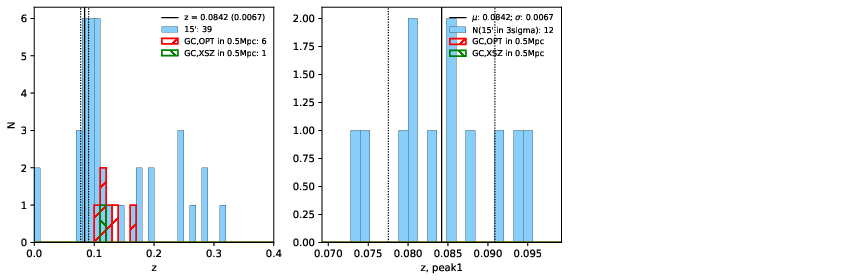 z = 0.0842 (0.0067)
15': 39
GC,OPT in 0.5Mpc: 6
GC,XSZ in 0.5Mpc: 1
N
6
5
4
3
2
1
0
0.0 0.1 0.2 0.3 0.4
z
μ: 0.0842; σ: 0.0067
N(15' in 3sigma): 12
GC,OPT in 0.5Mpc
GC,XSZ in 0.5Mpc
2.00
1.75
1.50
1.25
1.00
0.75
0.50
0.25
0.00
0.070 0.075 0.080 0.085 0.090 0.095
z, peak1